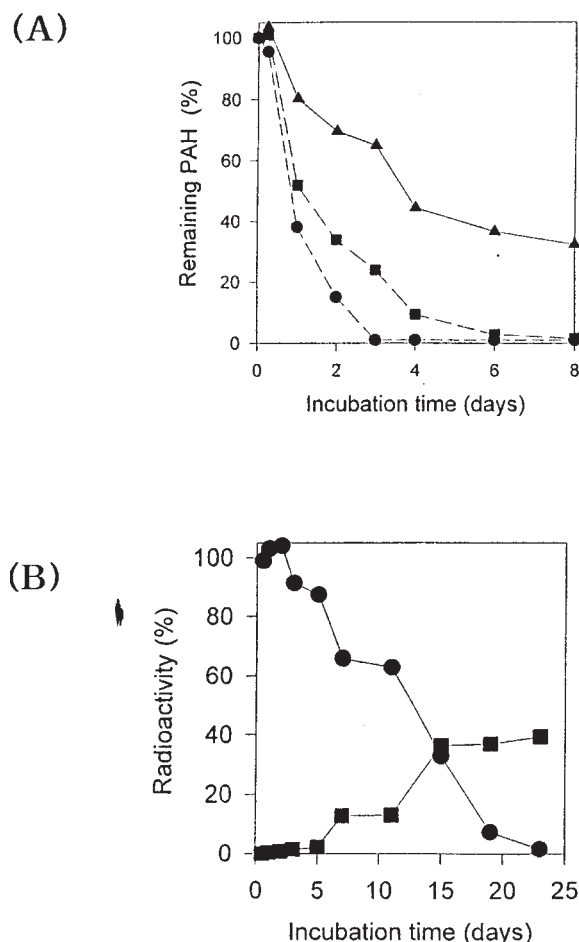 (A)
Remaining PAH (%)
100
80
60
40
20
0
0 2 4 6 8
Incubation time (days)
(B)
Radioactivity (%)
100
80
60
40
20
0
0 5 10 15 20 25
Incubation time (days)